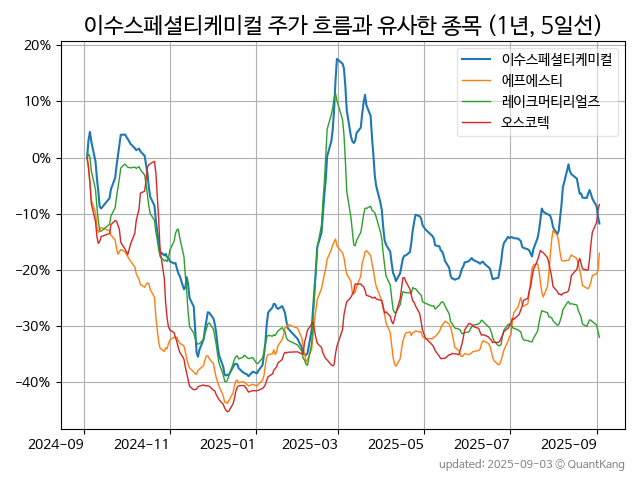 이수스페셜티케미컬 주가 흐름과 유사한 종목 (1년, 5일선)
이수스페셜티케미컬
에프에스티
레이크머티리얼즈
오스코텍
20%
10%
0%
−10%
−20%
−30%
−40%
2024−09
2024−11
2025−01
2025−03
2025−05
2025−07
2025−09
updated: 2025-09-03 ⓒ QuantKang